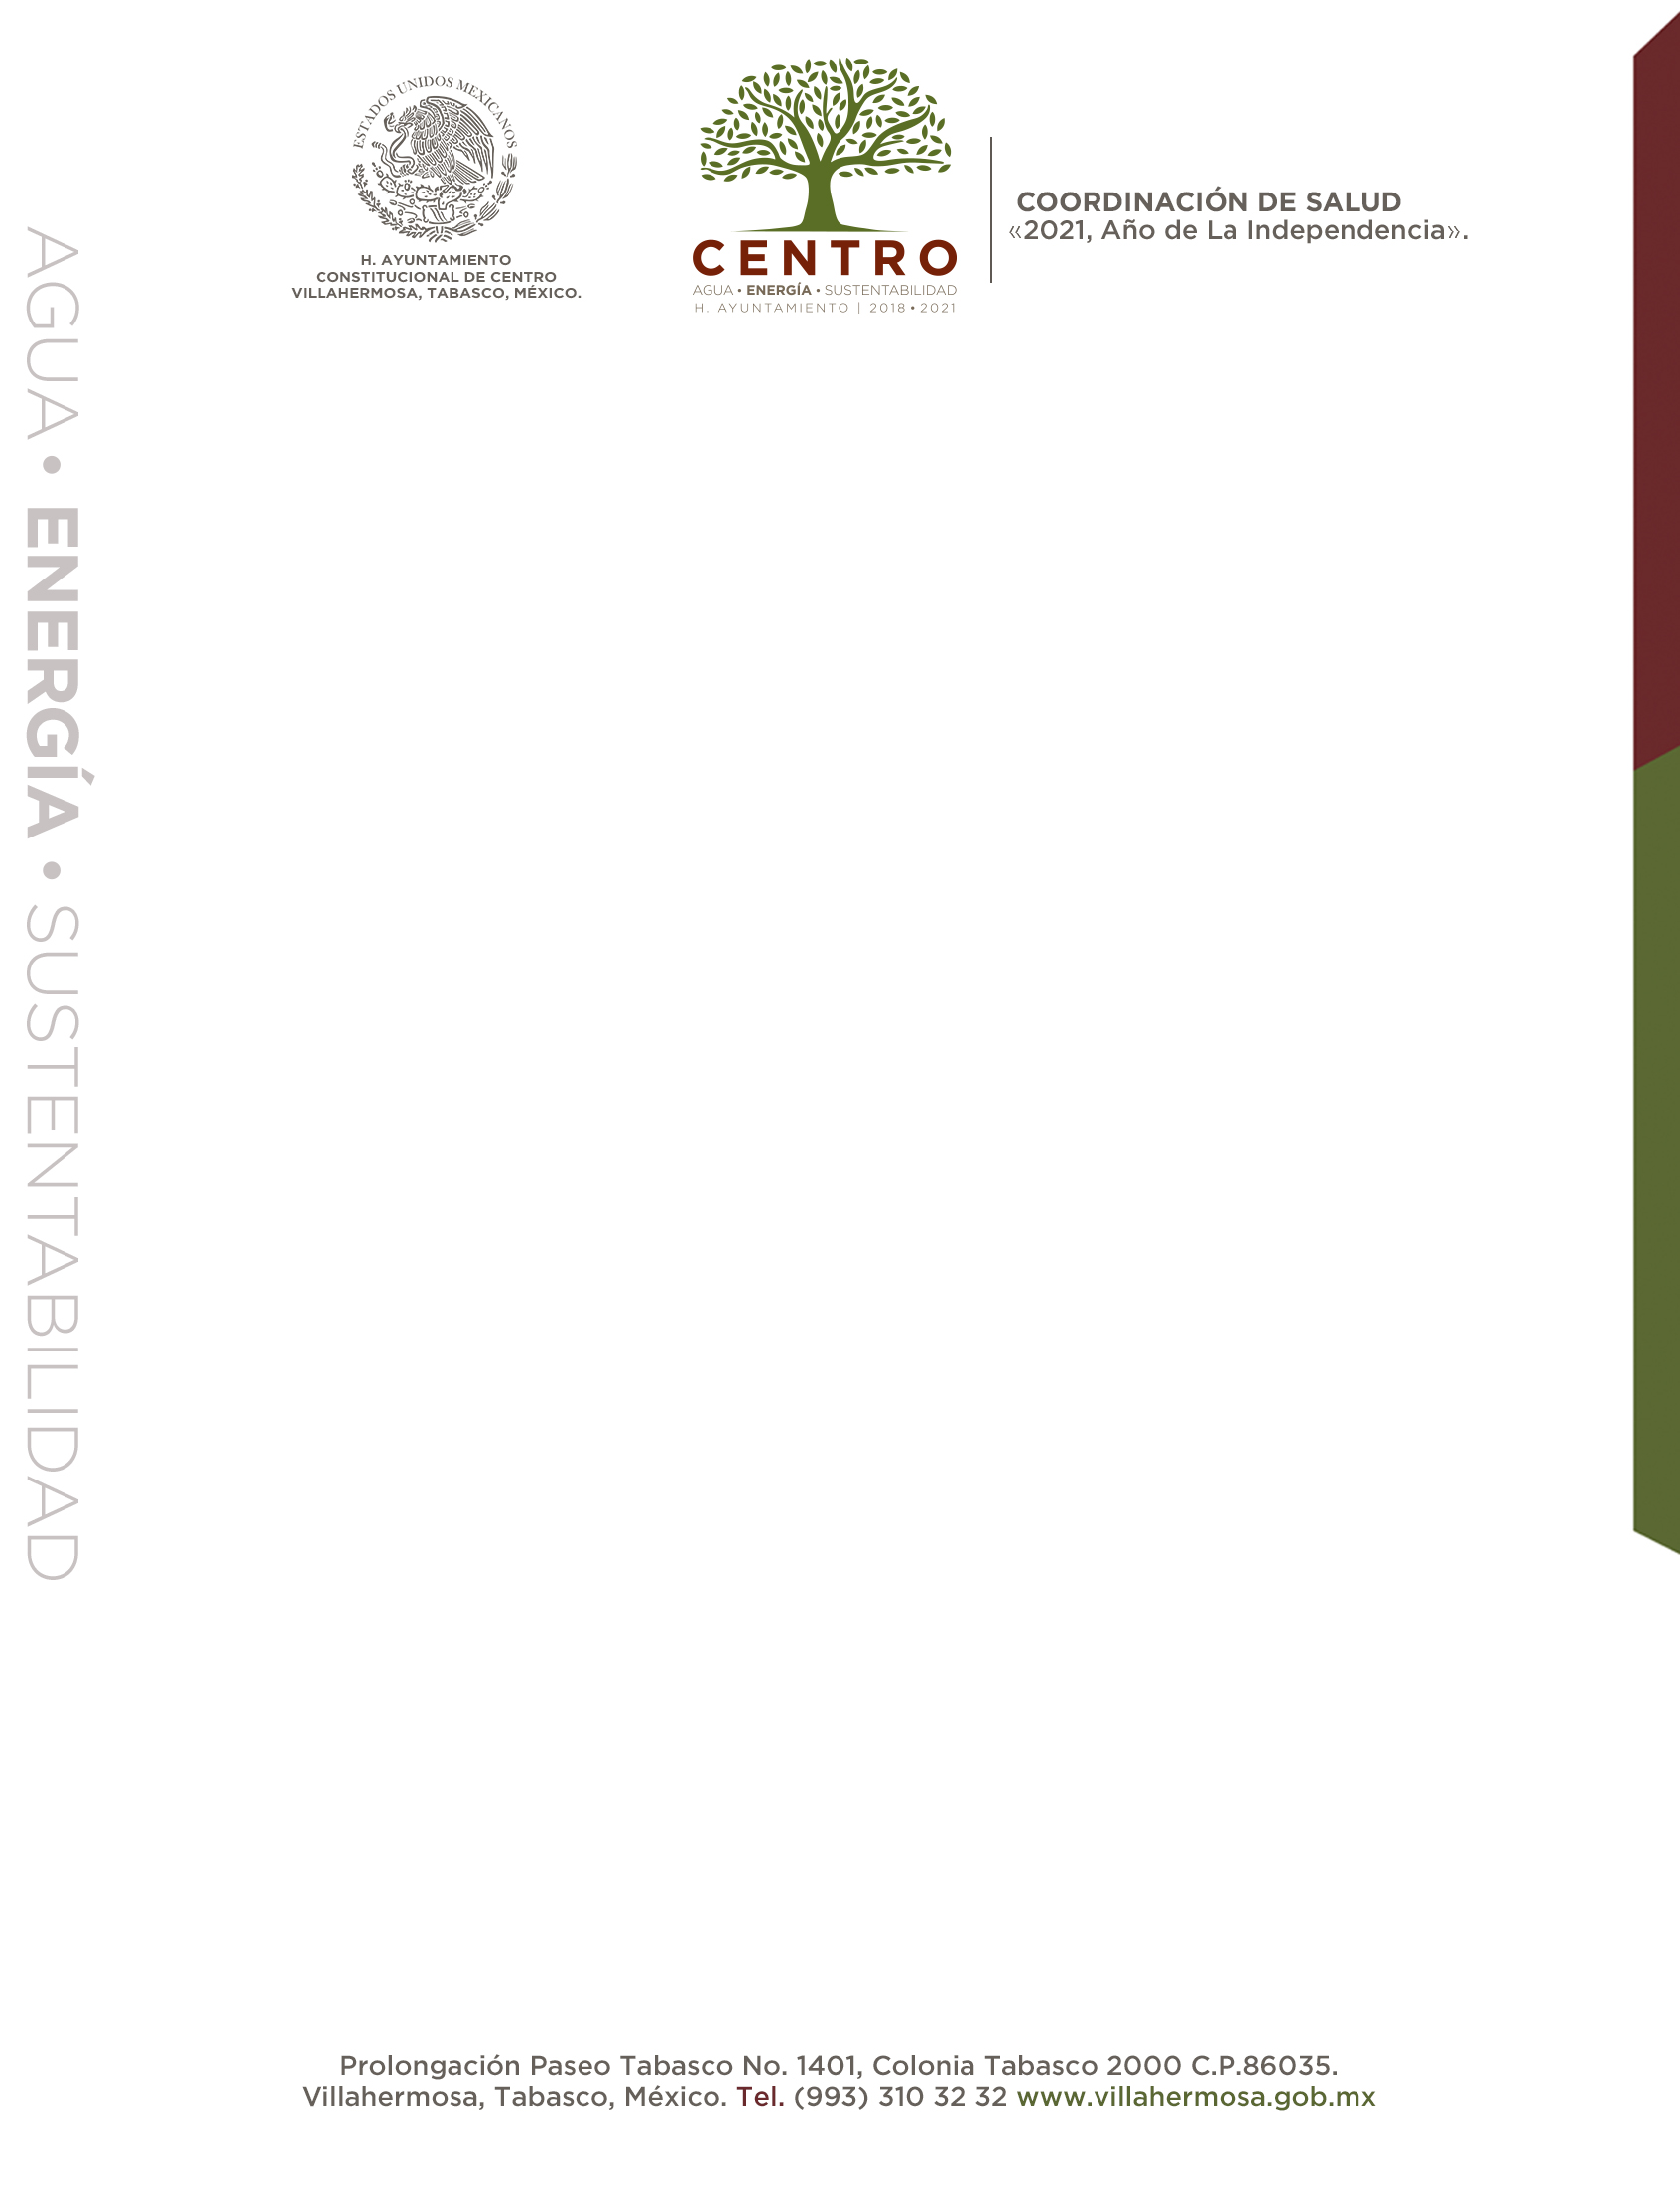 ESTADOS UNIDOS MEXICANOS
H. AYUNTAMIENTO
CONSTITUCIONAL DE CENTRO
VILLAHERMOSA, TABASCO, MÉXICO.
CENTRO
AGUA • ENERGÍA • SUSTENTABILIDAD
H. AYUNTAMIENTO | 2018 • 2021
COORDINACIÓN DE SALUD
«2021, Año de La Independencia».
AGUA • ENERGÍA • SUSTENTABILIDAD
Prolongación Paseo Tabasco No. 1401, Colonia Tabasco 2000 C.P.86035.
Villahermosa, Tabasco, México. Tel. (993) 310 32 32 www.villahermosa.gob.mx